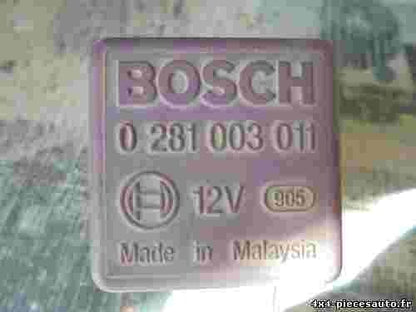 BOSCH
0 281 003 011
12V 905
Made in Malaysia
4x4-piecesauto.fr